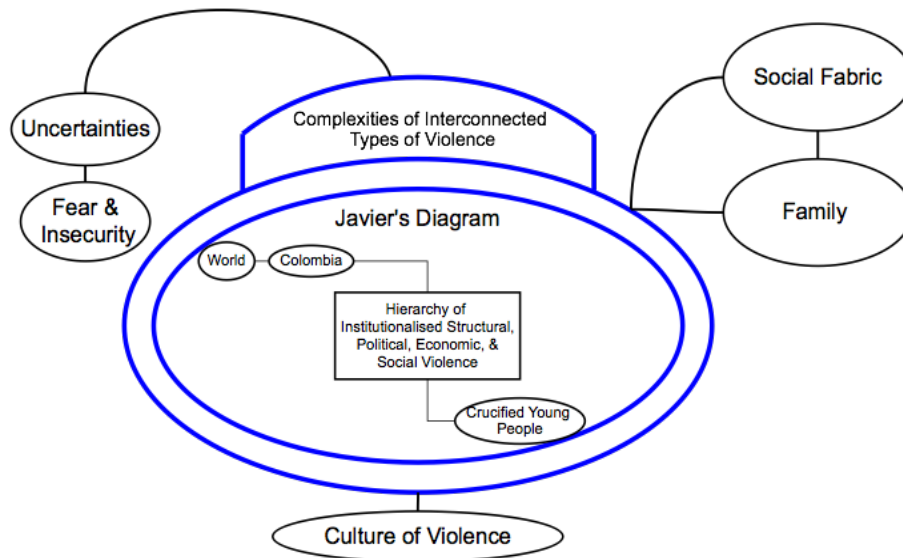 Complexities of Interconnected
Types of Violence
Uncertainties
Fear &
Insecurity
Social Fabric
Family
Javier's Diagram
World
Colombia
Hierarchy of
Institutionalised Structural,
Political, Economic, &
Social Violence
Crucified Young
People
Culture of Violence